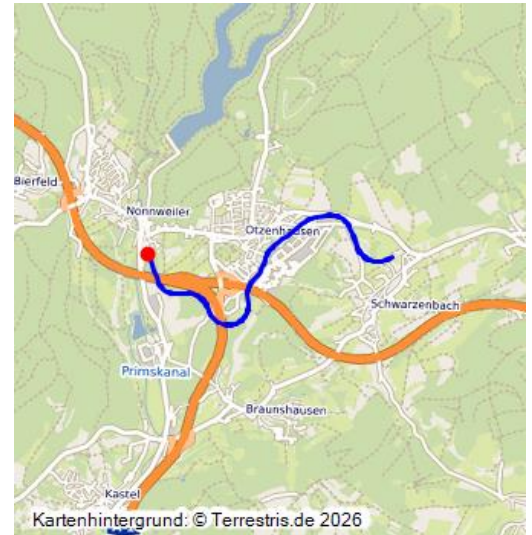 Bierfeld
Nonnweiler
Otzenhausen
Schwarzenbach
Primskanal
Braunshausen
Kastel
Kartenhintergrund: © Terrestris.de 2026